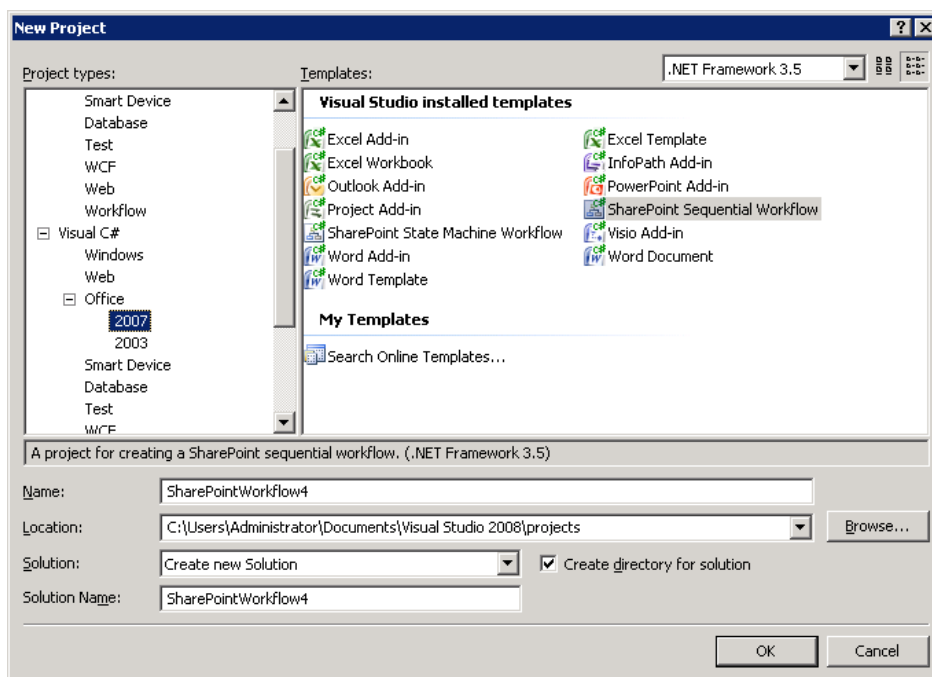 New Project
Project types:
Templates:
.NET Framework 3.5
Smart Device
Database
Test
WCF
Web
Workflow
Visual C#
Windows
Web
Office
2007
2003
Smart Device
Database
Test
WCF
Visual Studio installed templates
Excel Add-in
Excel Template
Excel Workbook
InfoPath Add-in
Outlook Add-in
PowerPoint Add-in
Project Add-in
SharePoint Sequential Workflow
SharePoint State Machine Workflow
Visio Add-in
Word Add-in
Word Document
Word Template
My Templates
Search Online Templates...
A project for creating a SharePoint sequential workflow. (.NET Framework 3.5)
Name:
SharePointWorkflow4
Location:
C:\Users\Administrator\Documents\Visual Studio 2008\projects
Browse...
Solution:
Create new Solution
Create directory for solution
Solution Name:
SharePointWorkflow4
OK
Cancel